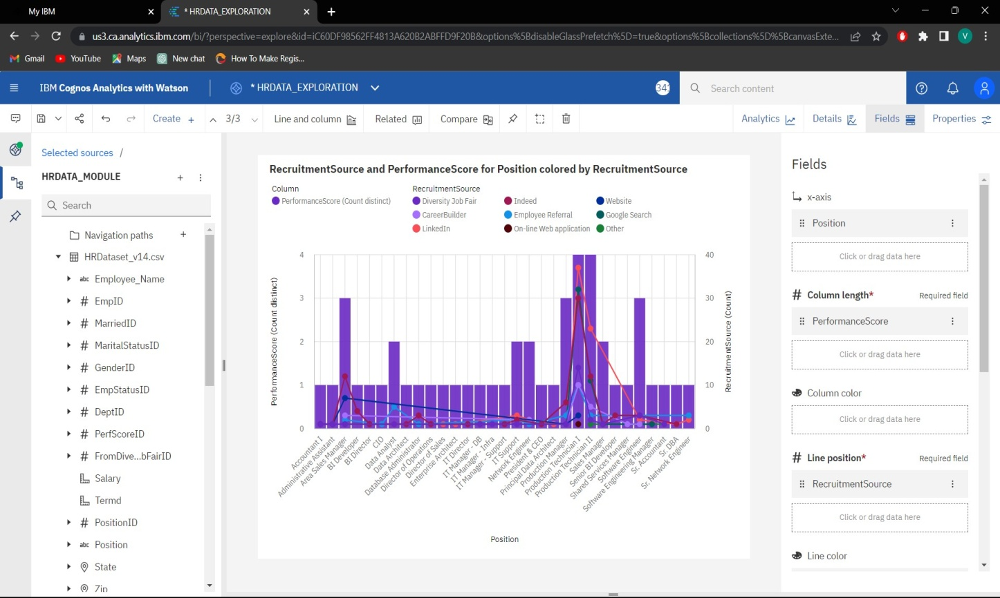 My IBM
* HRDATA_EXPLORATION
us3.ca.analytics.ibm.com/bi/?perspective=explore&id=iC60DF98562FF4813A620B2ABFFD9F20B&options%5BdisableGlassPrefetch%5D=true&options%5Bcollections%5D%5BcanvasExte...
V
Gmail
YouTube
Maps
New chat
How To Make Regis...
IBM Cognos Analytics with Watson
* HRDATA_EXPLORATION
341
Search content
Create +
3/3
Line and column
Related
Compare
Analytics
Details
Fields
Properties
Selected sources /
HRDATA_MODULE
Search
Navigation paths
HRDataset_v14.csv
abc Employee_Name
# EmpID
# MarriedID
# MaritalStatusID
# GenderID
# EmpStatusID
# DeptID
# PerfScoreID
# FromDive...bFairID
Salary
Termd
# PositionID
abc Position
State
Zip
RecruitmentSource and PerformanceScore for Position colored by RecruitmentSource
Column
PerformanceScore (Count distinct)
RecruitmentSource
Diversity Job Fair
Indeed
Website
CareerBuilder
Employee Referral
Google Search
LinkedIn
On-line Web application
Other
PerformanceScore (Count distinct)
4
3
2
1
0
40
30
20
10
0
RecruitmentSource (Count)
Accountant I
Administrative Assistant
Area Sales Manager
BI Developer
BI Director
CIO
Data Analyst
Data Architect
Database Administrator
Director of Operations
Director of Sales
Enterprise Architect
IT Director
IT Manager - DB
IT Manager - Infra
IT Manager - Support
IT Support
Network Engineer
President & CEO
Principal Data Architect
Production Manager
Production Technician I
Production Technician II
Sales Manager
Senior BI Developer
Shared Services Manager
Software Engineer
Software Engineering Manager
Sr. Accountant
Sr. DBA
Sr. Network Engineer
Position
Fields
x-axis
Position
Click or drag data here
# Column length*
Required field
PerformanceScore
Click or drag data here
Column color
Click or drag data here
# Line position*
Required field
RecruitmentSource
Click or drag data here
Line color